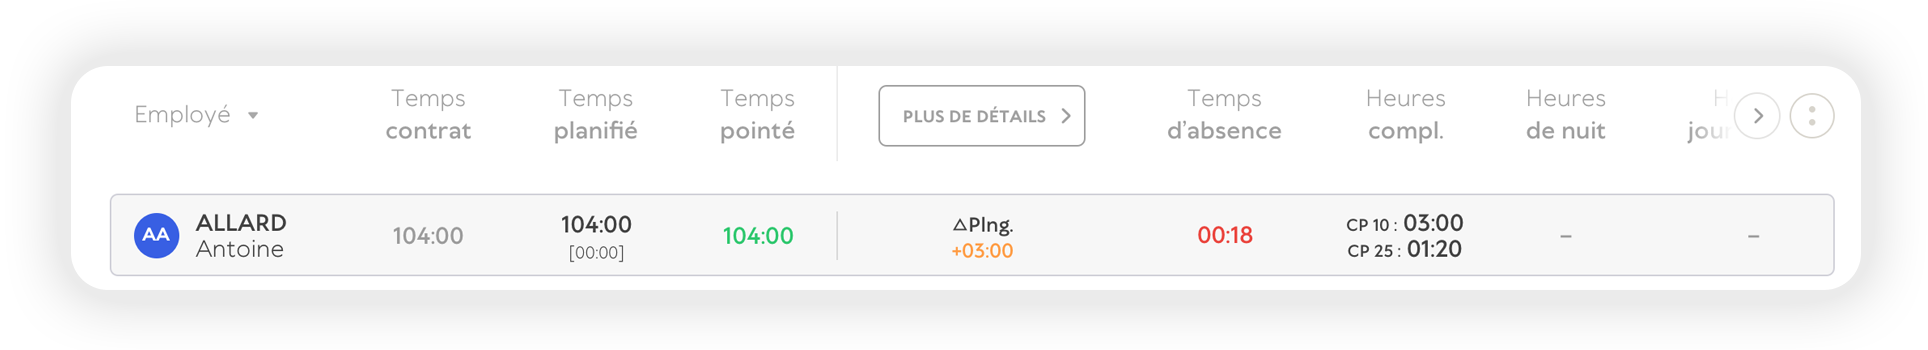 Employé
Temps contrat
Temps planifié
Temps pointé
PLUS DE DÉTAILS
Temps d’absence
Heures compl.
Heures de nuit
H
jour
AA
ALLARD
Antoine
104:00
104:00
[00:00]
104:00
△Plng.
+03:00
00:18
CP 10 : 03:00
CP 25 : 01:20
–
–